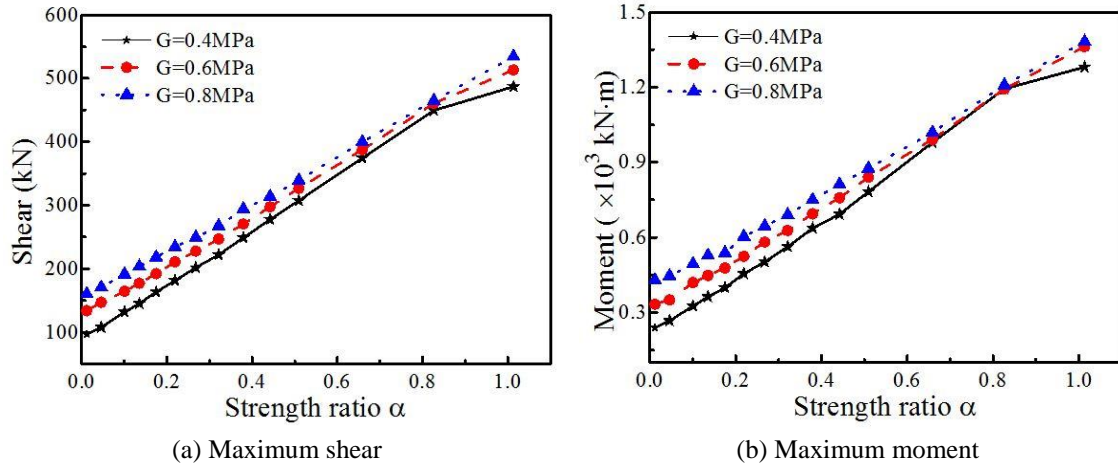 600
500
400
300
200
100
Shear (kN)
G=0.4MPa
G=0.6MPa
G=0.8MPa
0.0 0.2 0.4 0.6 0.8 1.0
Strength ratio α
(a) Maximum shear
1.5
1.2
0.9
0.6
0.3
Moment ( ×10³ kN·m)
G=0.4MPa
G=0.6MPa
G=0.8MPa
0.0 0.2 0.4 0.6 0.8 1.0
Strength ratio α
(b) Maximum moment